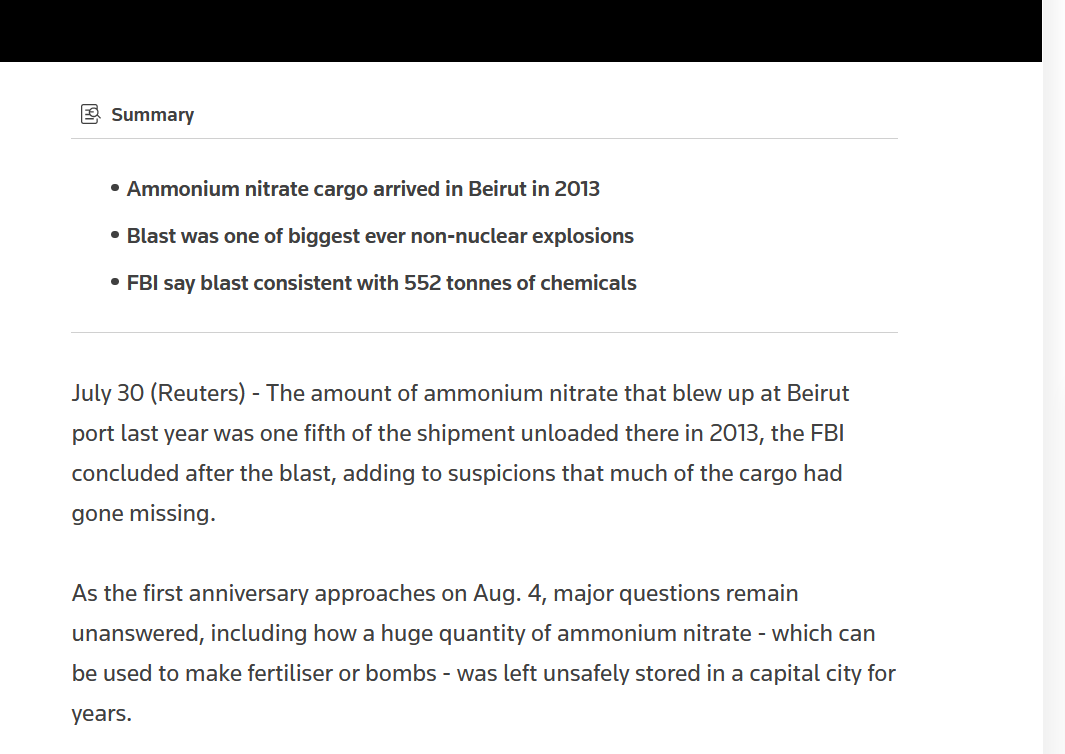 Summary
• Ammonium nitrate cargo arrived in Beirut in 2013
• Blast was one of biggest ever non-nuclear explosions
• FBI say blast consistent with 552 tonnes of chemicals
July 30 (Reuters) - The amount of ammonium nitrate that blew up at Beirut
port last year was one fifth of the shipment unloaded there in 2013, the FBI
concluded after the blast, adding to suspicions that much of the cargo had
gone missing.
As the first anniversary approaches on Aug. 4, major questions remain
unanswered, including how a huge quantity of ammonium nitrate - which can
be used to make fertiliser or bombs - was left unsafely stored in a capital city for
years.